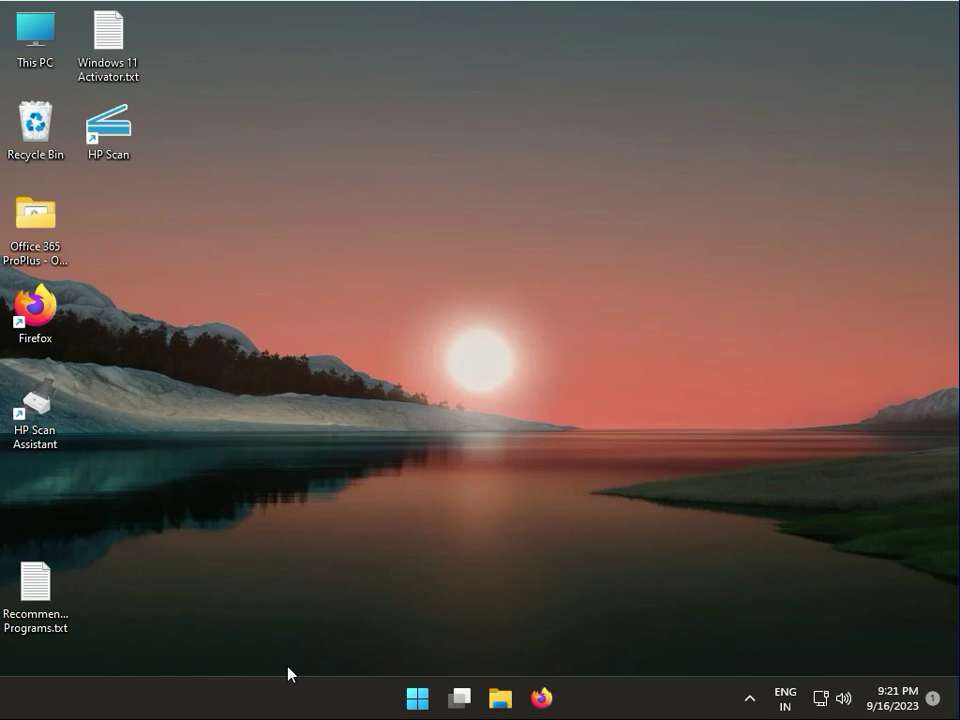 This PC
Windows 11
Activator.txt
Recycle Bin
HP Scan
Office 365
ProPlus - O...
Firefox
HP Scan
Assistant
Recommen...
Programs.txt
ENG
IN
9:21 PM
9/16/2023
1